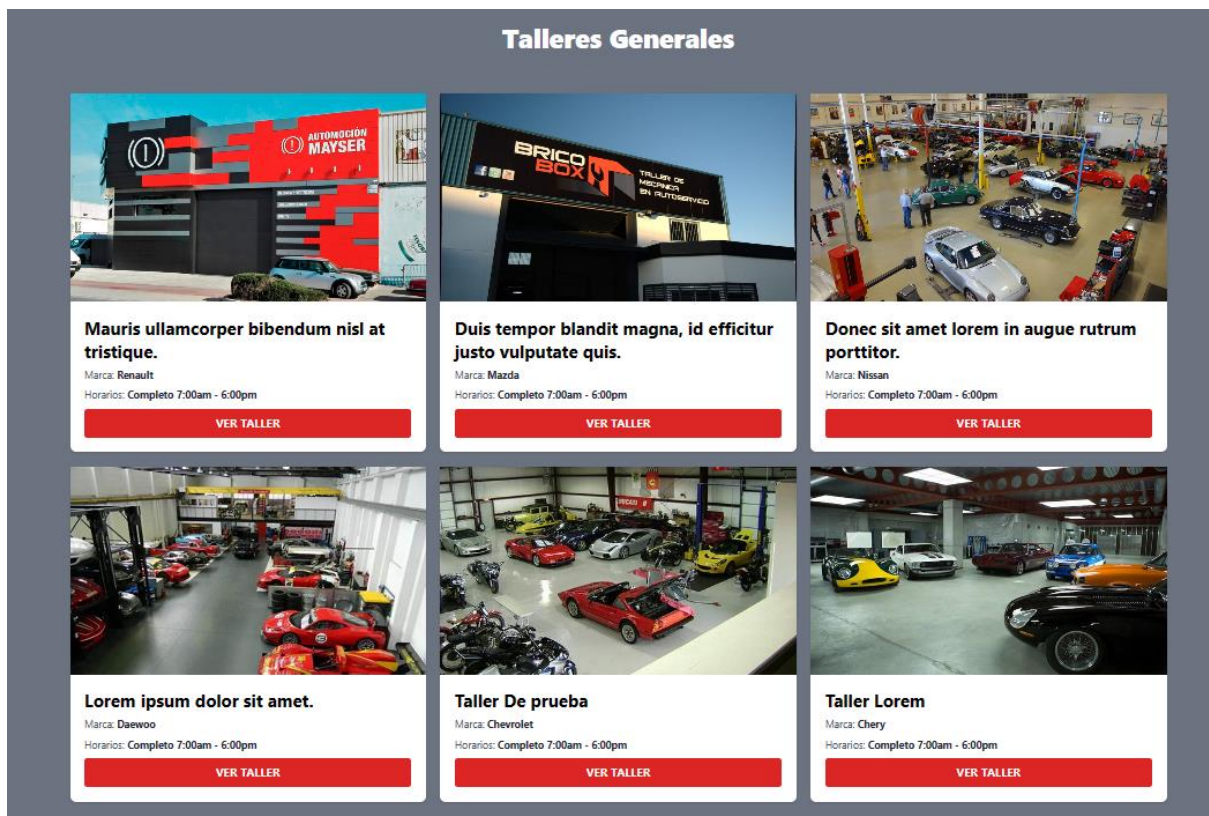 Talleres Generales
AUTOMOCIÓN
MAYSER
BRICO
BOX
TALLER DE
MECANICA
EN AUTOSERVICIO
Mauris ullamcorper bibendum nisl at
tristique.
Marca: Renault
Horarios: Completo 7:00am - 6:00pm
VER TALLER
Duis tempor blandit magna, id efficitur
justo vulputate quis.
Marca: Mazda
Horarios: Completo 7:00am - 6:00pm
VER TALLER
Donec sit amet lorem in augue rutrum
porttitor.
Marca: Nissan
Horarios: Completo 7:00am - 6:00pm
VER TALLER
DUCATI
Lorem ipsum dolor sit amet.
Marca: Daewoo
Horarios: Completo 7:00am - 6:00pm
VER TALLER
Taller De prueba
Marca: Chevrolet
Horarios: Completo 7:00am - 6:00pm
VER TALLER
Taller Lorem
Marca: Chery
Horarios: Completo 7:00am - 6:00pm
VER TALLER